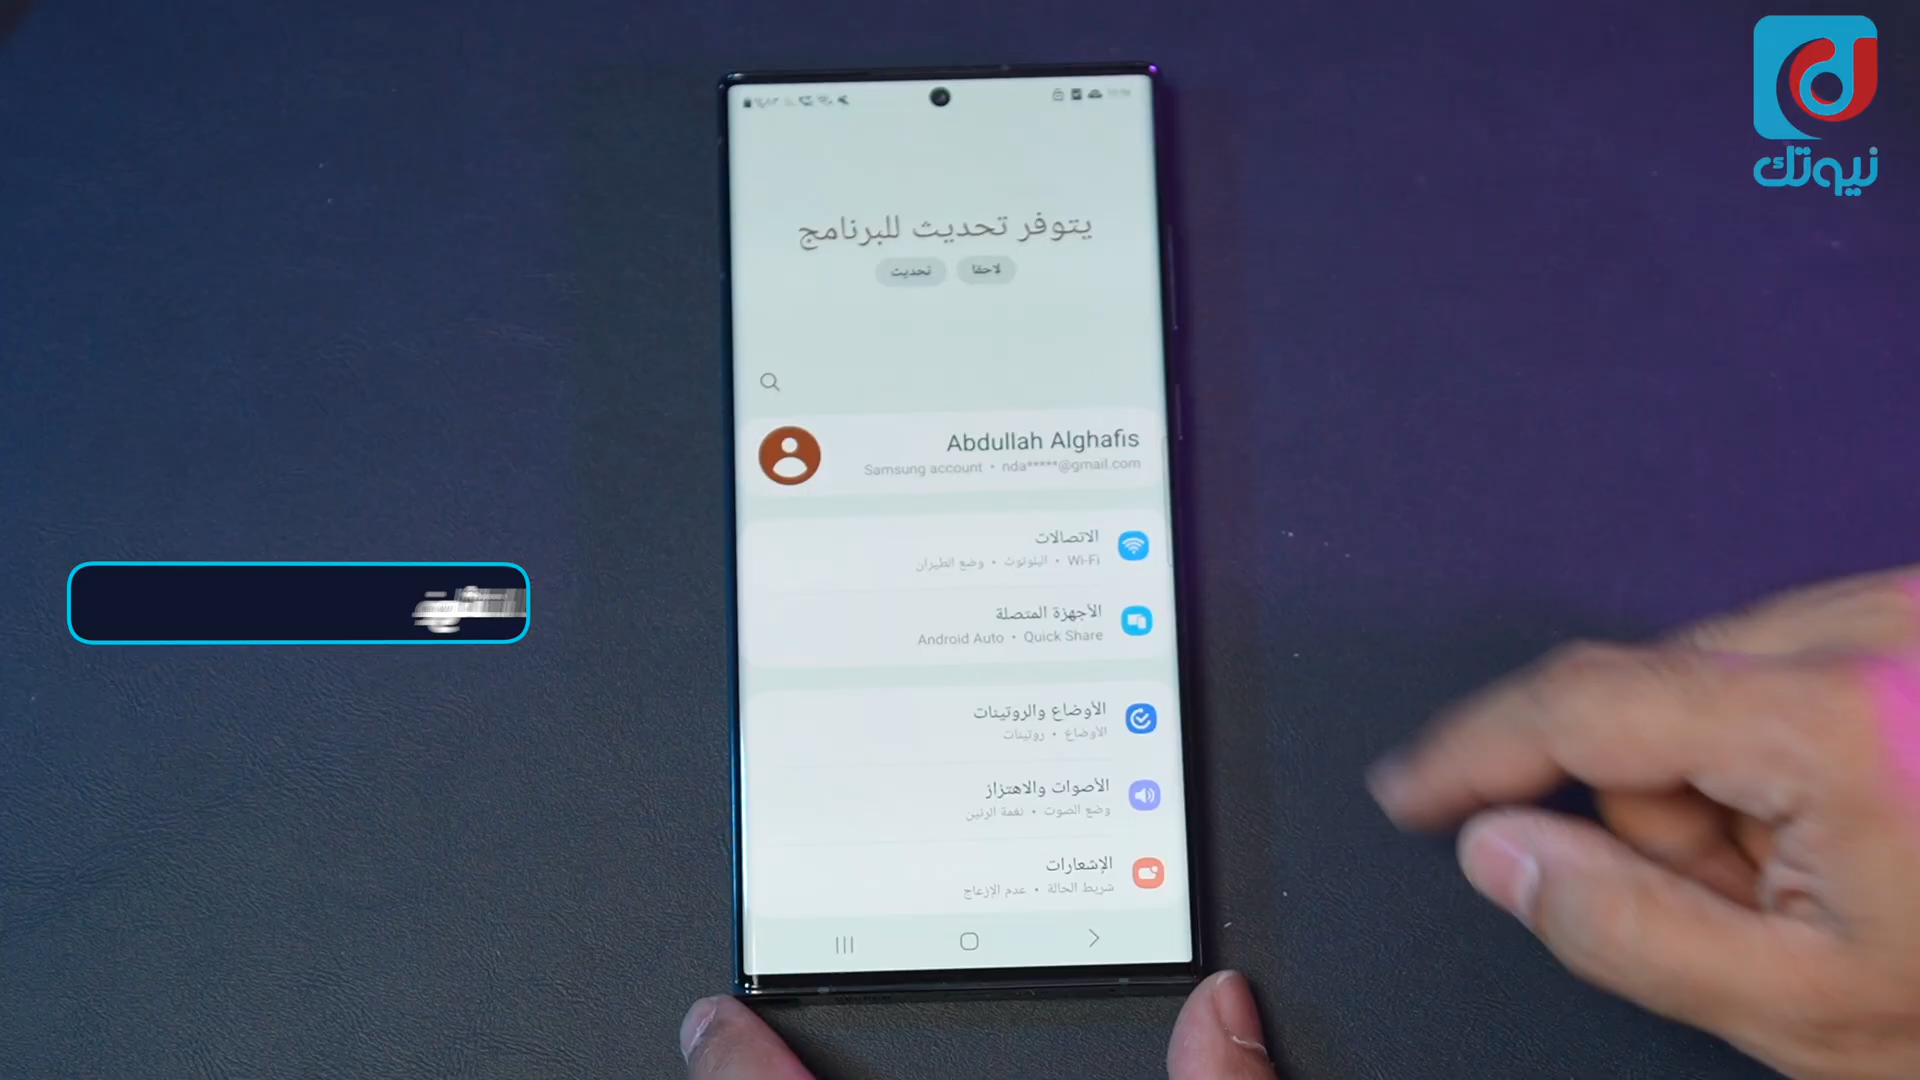 نيوتك
يتوفر تحديث للبرنامج
لاحقا
تحديث
Abdullah Alghafis
Samsung account • nda*****@gmail.com
الاتصالات
Wi-Fi • البلوتوث • وضع الطيران
الأجهزة المتصلة
Quick Share • Android Auto
الأوضاع والروتينات
الأوضاع • روتينات
الأصوات والاهتزاز
وضع الصوت • نغمة الرنين
الإشعارات
شريط الحالة • عدم الإزعاج